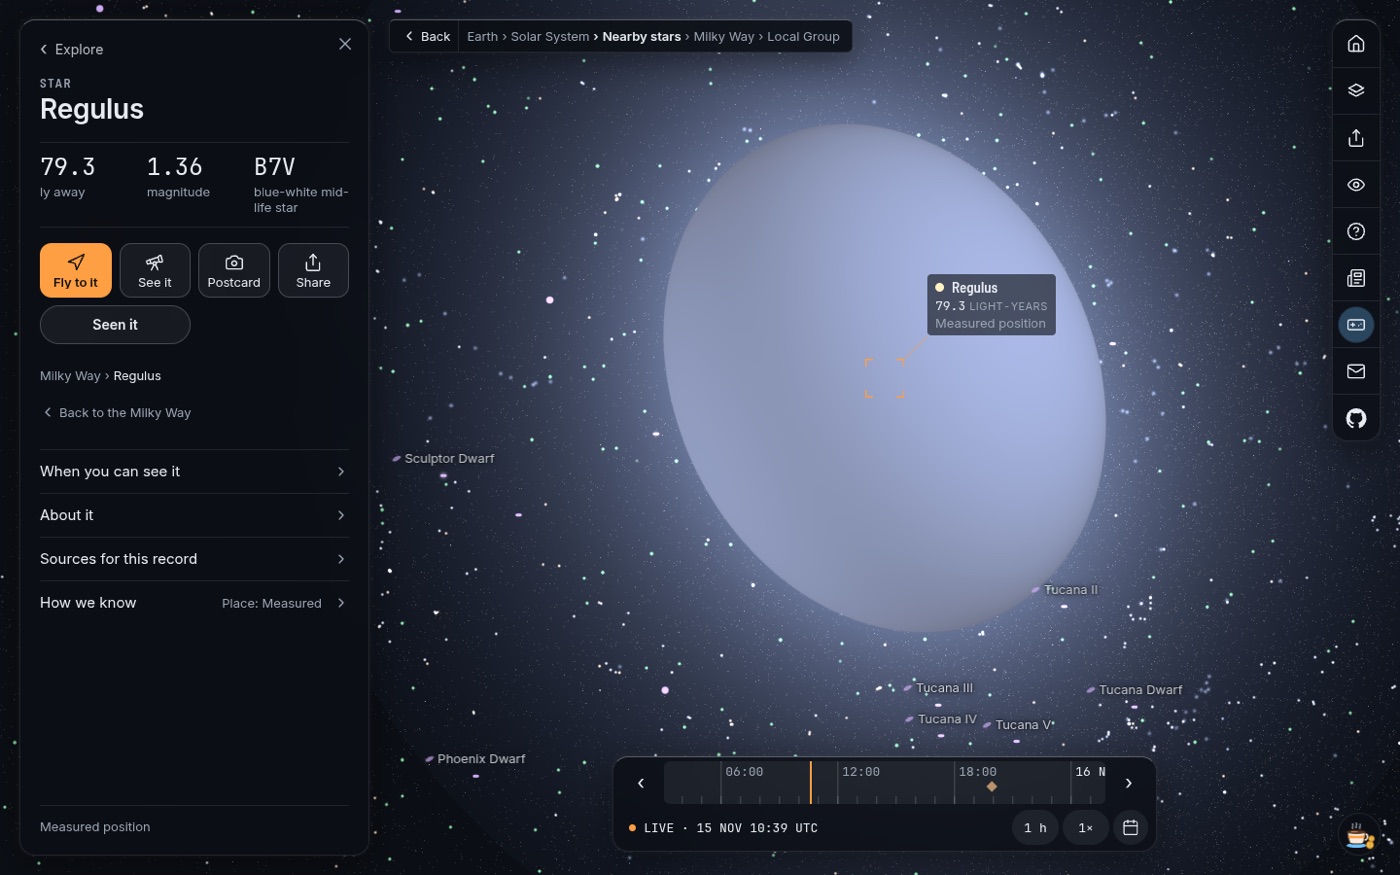 Explore
STAR
Regulus
79.3
ly away
1.36
magnitude
B7V
blue-white mid-
life star
Fly to it
See it
Postcard
Share
Seen it
Milky Way › Regulus
Back to the Milky Way
When you can see it
About it
Sources for this record
How we know
Place: Measured
Measured position
Back
Earth › Solar System › Nearby stars › Milky Way › Local Group
Regulus
79.3 LIGHT-YEARS
Measured position
Sculptor Dwarf
Tucana II
Tucana III
Tucana Dwarf
Tucana IV
Tucana V
Phoenix Dwarf
06:00
12:00
18:00
16 N
LIVE · 15 NOV 10:39 UTC
1 h
1×